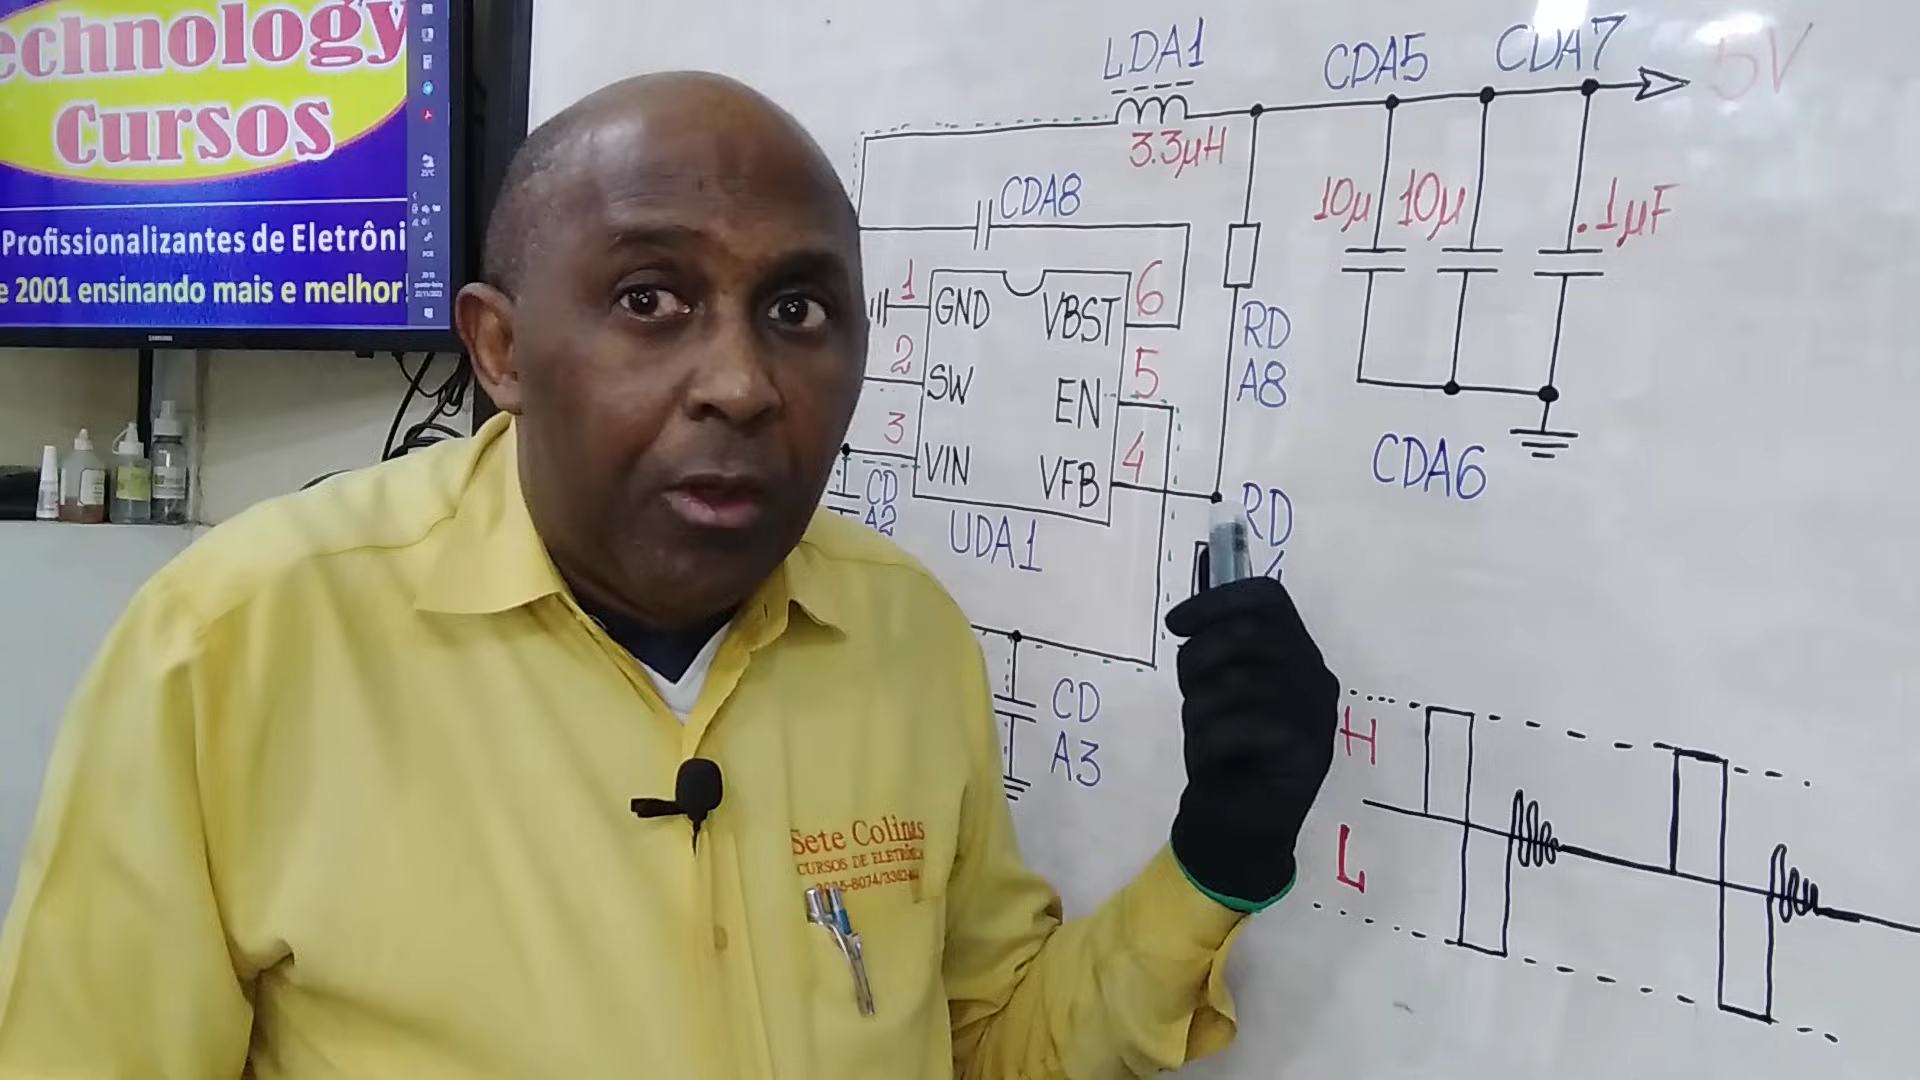 echnology
Cursos
Profissionalizantes de Eletrôni
e 2001 ensinando mais e melhor!
SAMSUNG
LDA1
3.3µH
CDA5
CDA7
5V
CDA8
10µ
10µ
.1µF
1
GND
VBST
6
2
SW
EN
5
3
VIN
VFB
4
RD
A8
CD
A2
UDA1
RD
4
CDA6
CD
A3
H
L
Sete Colinas
CURSOS DE ELETRÔNICA